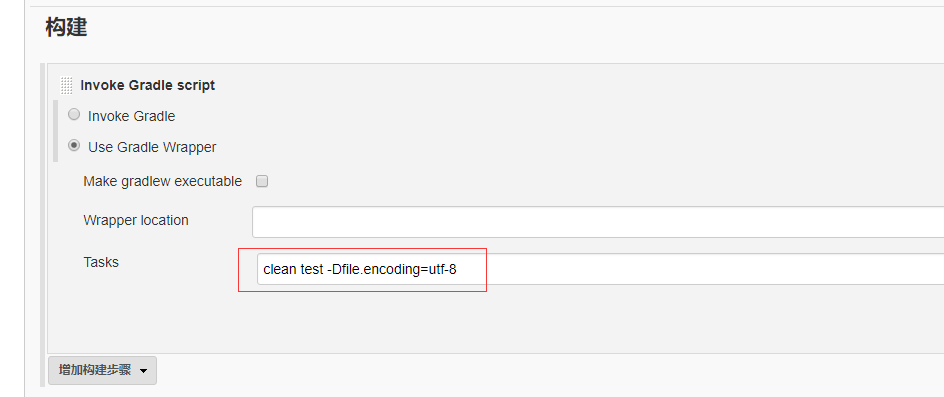 构建
Invoke Gradle script
Invoke Gradle
Use Gradle Wrapper
Make gradlew executable
Wrapper location
Tasks
clean test -Dfile.encoding=utf-8
增加构建步骤